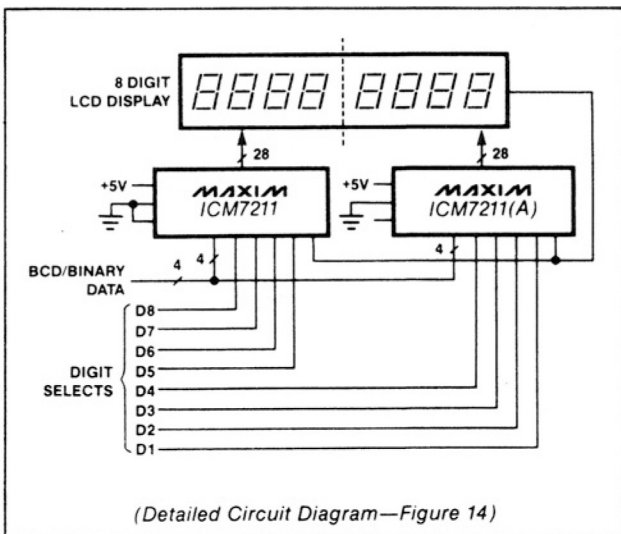 8 DIGIT
LCD DISPLAY
28
28
+5V
MAXIM
ICM7211
+5V
MAXIM
ICM7211(A)
4
4
BCD/BINARY
DATA
4
D8
D7
D6
D5
DIGIT
SELECTS
D4
D3
D2
D1
(Detailed Circuit Diagram—Figure 14)